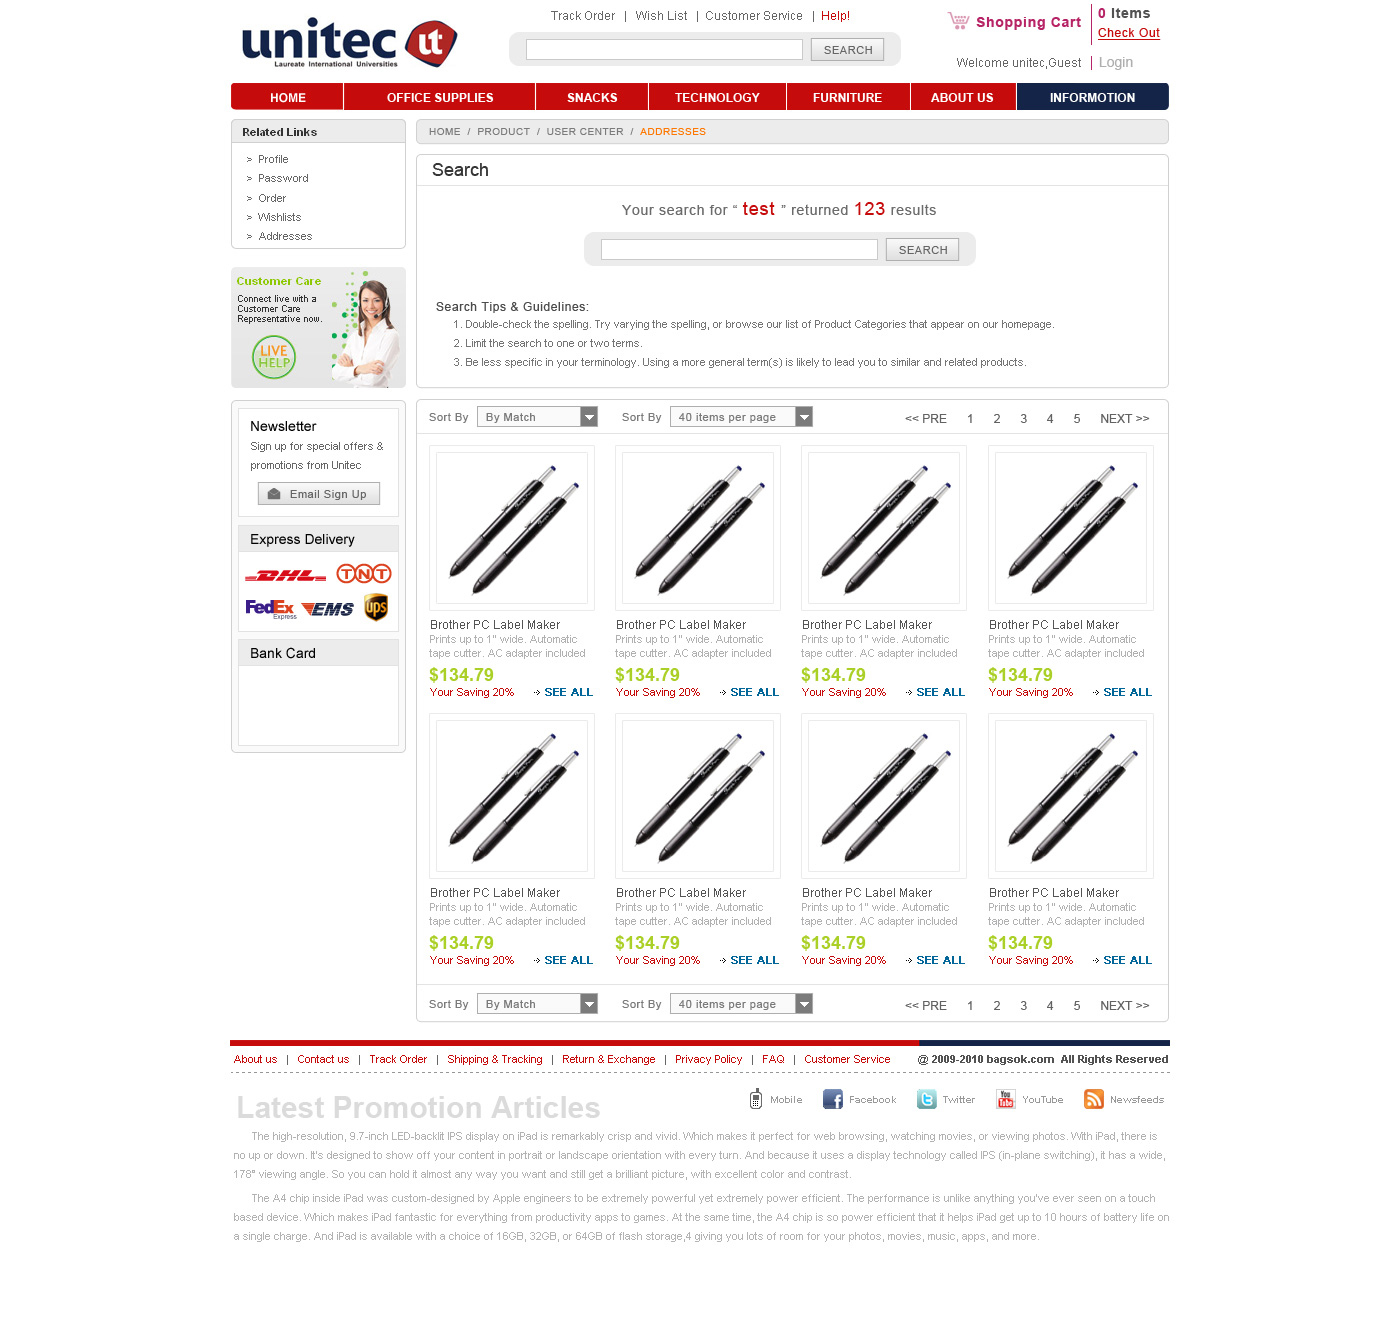 Track Order | Wish List | Customer Service | Help!
Shopping Cart
0 Items
Check Out
unitec ut
Laureate International Universities
SEARCH
Welcome unitec,Guest | Login
HOME
OFFICE SUPPLIES
SNACKS
TECHNOLOGY
FURNITURE
ABOUT US
INFORMOTION
Related Links
> Profile
> Password
> Order
> Wishlists
> Addresses
Customer Care
Connect live with a
Customer Care
Representative now.
LIVE
HELP
Newsletter
Sign up for special offers &
promotions from Unitec
Email Sign Up
Express Delivery
DHL
TNT
FedEx
Express
EMS
ups
Bank Card
HOME / PRODUCT / USER CENTER / ADDRESSES
Search
Your search for “ test ” returned 123 results
SEARCH
Search Tips & Guidelines:
1. Double-check the spelling. Try varying the spelling, or browse our list of Product Categories that appear on our homepage.
2. Limit the search to one or two terms.
3. Be less specific in your terminology. Using a more general term(s) is likely to lead you to similar and related products.
Sort By By Match Sort By 40 items per page << PRE 1 2 3 4 5 NEXT >>
Brother PC Label Maker
Prints up to 1" wide. Automatic
tape cutter. AC adapter included
$134.79
Your Saving 20% SEE ALL
Brother PC Label Maker
Prints up to 1" wide. Automatic
tape cutter. AC adapter included
$134.79
Your Saving 20% SEE ALL
Brother PC Label Maker
Prints up to 1" wide. Automatic
tape cutter. AC adapter included
$134.79
Your Saving 20% SEE ALL
Brother PC Label Maker
Prints up to 1" wide. Automatic
tape cutter. AC adapter included
$134.79
Your Saving 20% SEE ALL
Brother PC Label Maker
Prints up to 1" wide. Automatic
tape cutter. AC adapter included
$134.79
Your Saving 20% SEE ALL
Brother PC Label Maker
Prints up to 1" wide. Automatic
tape cutter. AC adapter included
$134.79
Your Saving 20% SEE ALL
Brother PC Label Maker
Prints up to 1" wide. Automatic
tape cutter. AC adapter included
$134.79
Your Saving 20% SEE ALL
Brother PC Label Maker
Prints up to 1" wide. Automatic
tape cutter. AC adapter included
$134.79
Your Saving 20% SEE ALL
Sort By By Match Sort By 40 items per page << PRE 1 2 3 4 5 NEXT >>
About us | Contact us | Track Order | Shipping & Tracking | Return & Exchange | Privacy Policy | FAQ | Customer Service
@ 2009-2010 bagsok.com All Rights Reserved
Mobile
Facebook
Twitter
You Tube YouTube
Newsfeeds
Latest Promotion Articles
The high-resolution, 9.7-inch LED-backlit IPS display on iPad is remarkably crisp and vivid. Which makes it perfect for web browsing, watching movies, or viewing photos. With iPad, there is
no up or down. It's designed to show off your content in portrait or landscape orientation with every turn. And because it uses a display technology called IPS (in-plane switching), it has a wide,
178° viewing angle. So you can hold it almost any way you want and still get a brilliant picture, with excellent color and contrast.
The A4 chip inside iPad was custom-designed by Apple engineers to be extremely powerful yet extremely power efficient. The performance is unlike anything you've ever seen on a touch
based device. Which makes iPad fantastic for everything from productivity apps to games. At the same time, the A4 chip is so power efficient that it helps iPad get up to 10 hours of battery life on
a single charge. And iPad is available with a choice of 16GB, 32GB, or 64GB of flash storage,4 giving you lots of room for your photos, movies, music, apps, and more.